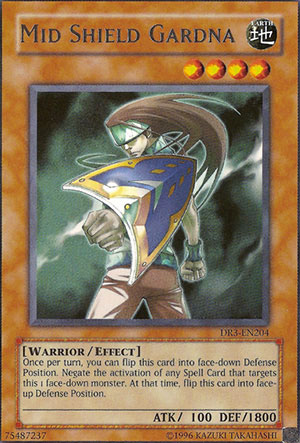 MID SHIELD GARDNA
EARTH
地
DR3-EN204
[WARRIOR/EFFECT]
Once per turn, you can flip this card into face-down Defense
Position. Negate the activation of any Spell Card that targets
this 1 face-down monster. At that time, flip this card into face-
up Defense Position.
ATK/ 100 DEF/1800
75487237
©1996 KAZUKI TAKAHASHI